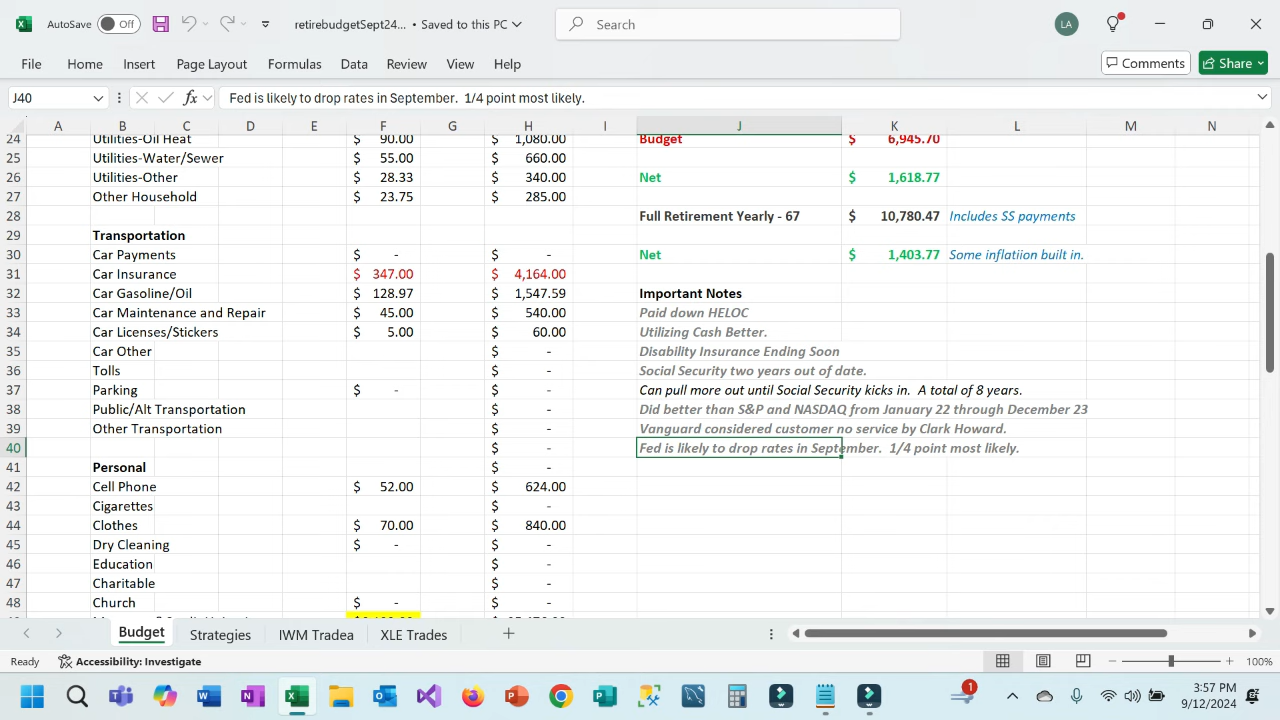 AutoSave Off retirebudgetSept24... • Saved to this PC Search LA
File Home Insert Page Layout Formulas Data Review View Help Comments Share
J40 fx Fed is likely to drop rates in September. 1/4 point most likely.
A B C D E F G H I J K L M N
24 Utilities-Oil Heat $ 90.00 $ 1,080.00 Budget $ 6,945.70
25 Utilities-Water/Sewer $ 55.00 $ 660.00
26 Utilities-Other $ 28.33 $ 340.00 Net $ 1,618.77
27 Other Household $ 23.75 $ 285.00
28 Full Retirement Yearly - 67 $ 10,780.47 Includes SS payments
29 Transportation
30 Car Payments $ - $ - Net $ 1,403.77 Some inflatiion built in.
31 Car Insurance $ 347.00 $ 4,164.00
32 Car Gasoline/Oil $ 128.97 $ 1,547.59 Important Notes
33 Car Maintenance and Repair $ 45.00 $ 540.00 Paid down HELOC
34 Car Licenses/Stickers $ 5.00 $ 60.00 Utilizing Cash Better.
35 Car Other $ - Disability Insurance Ending Soon
36 Tolls $ - Social Security two years out of date.
37 Parking $ - $ - Can pull more out until Social Security kicks in. A total of 8 years.
38 Public/Alt Transportation $ - Did better than S&P and NASDAQ from January 22 through December 23
39 Other Transportation $ - Vanguard considered customer no service by Clark Howard.
40 $ - Fed is likely to drop rates in September. 1/4 point most likely.
41 Personal $ -
42 Cell Phone $ 52.00 $ 624.00
43 Cigarettes $ -
44 Clothes $ 70.00 $ 840.00
45 Dry Cleaning $ - $ -
46 Education $ -
47 Charitable $ -
48 Church $ - $ -
Budget Strategies IWM Tradea XLE Trades
Ready Accessibility: Investigate 100%
1 3:57 PM
9/12/2024